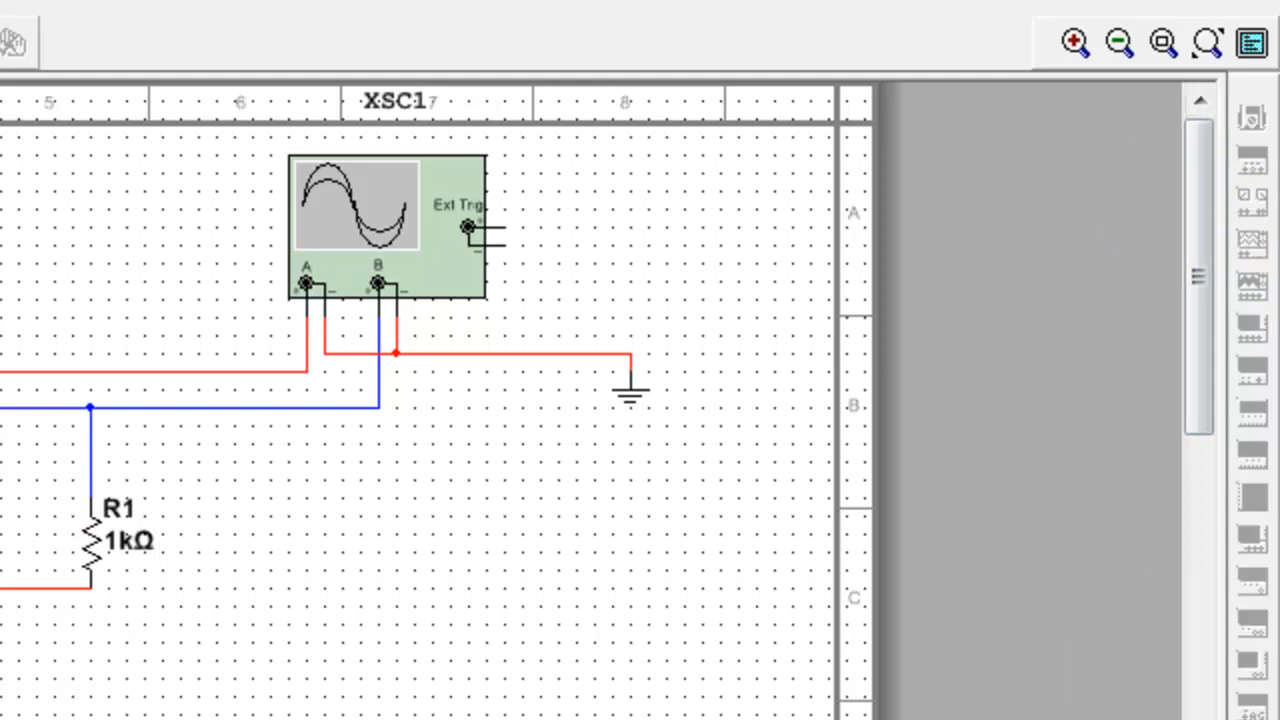 5 6 XSC1 7 8
Ext Trig
A
A B
B
R1
1kΩ
C